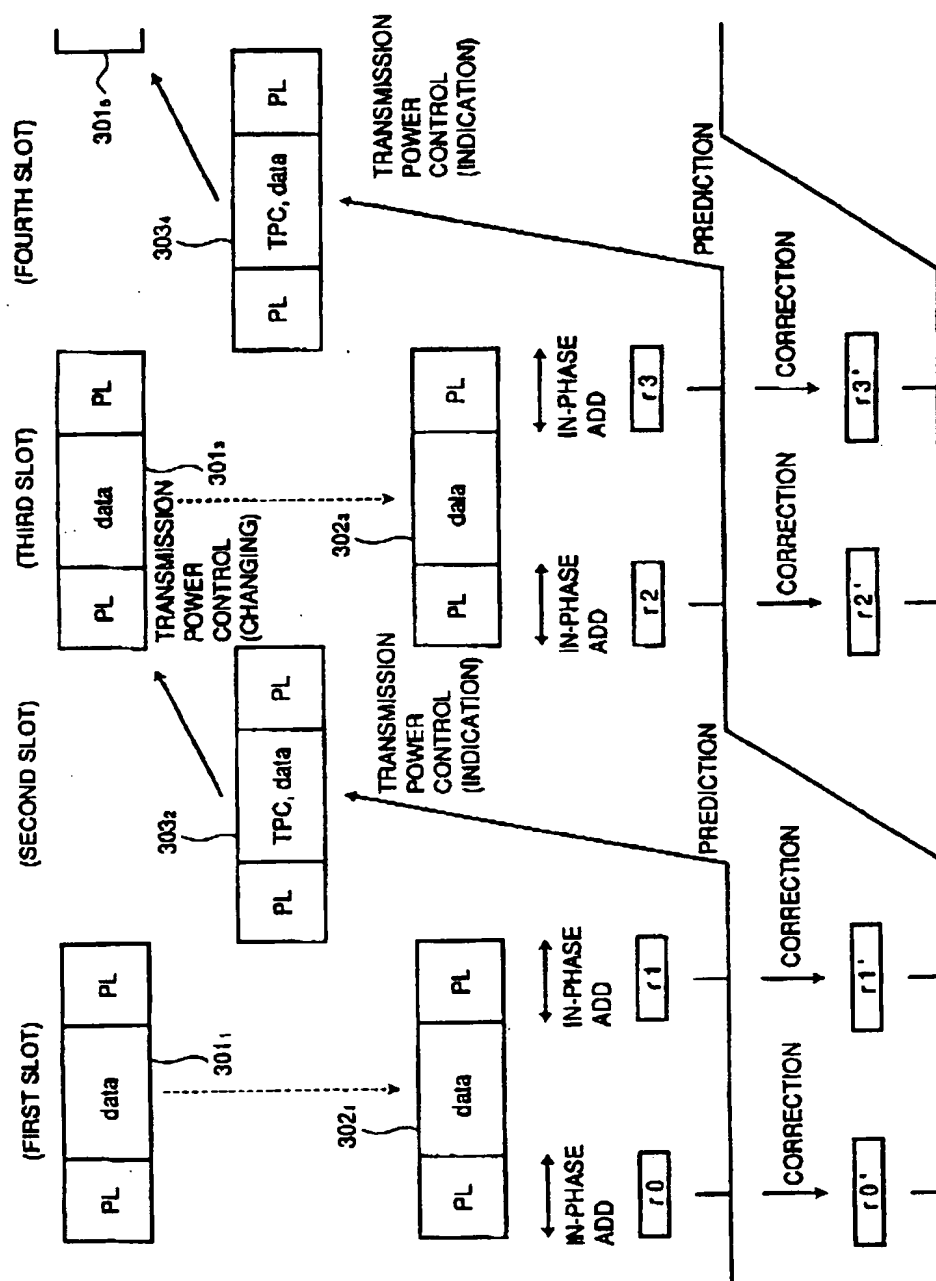 (FIRST SLOT)
(SECOND SLOT)
(THIRD SLOT)
(FOURTH SLOT)
PL
data
PL
301₁
PL
data
PL
301₃
301₅
TRANSMISSION
POWER
CONTROL
(CHANGING)
303₂
PL
TPC, data
PL
303₄
PL
TPC, data
PL
TRANSMISSION
POWER
CONTROL
(INDICATION)
TRANSMISSION
POWER
CONTROL
(INDICATION)
302₁
PL
data
PL
302₃
PL
data
PL
IN-PHASE
ADD
IN-PHASE
ADD
IN-PHASE
ADD
IN-PHASE
ADD
r0
r1
r2
r3
PREDICTION
PREDICTION
CORRECTION
CORRECTION
CORRECTION
CORRECTION
r0'
r1'
r2'
r3'